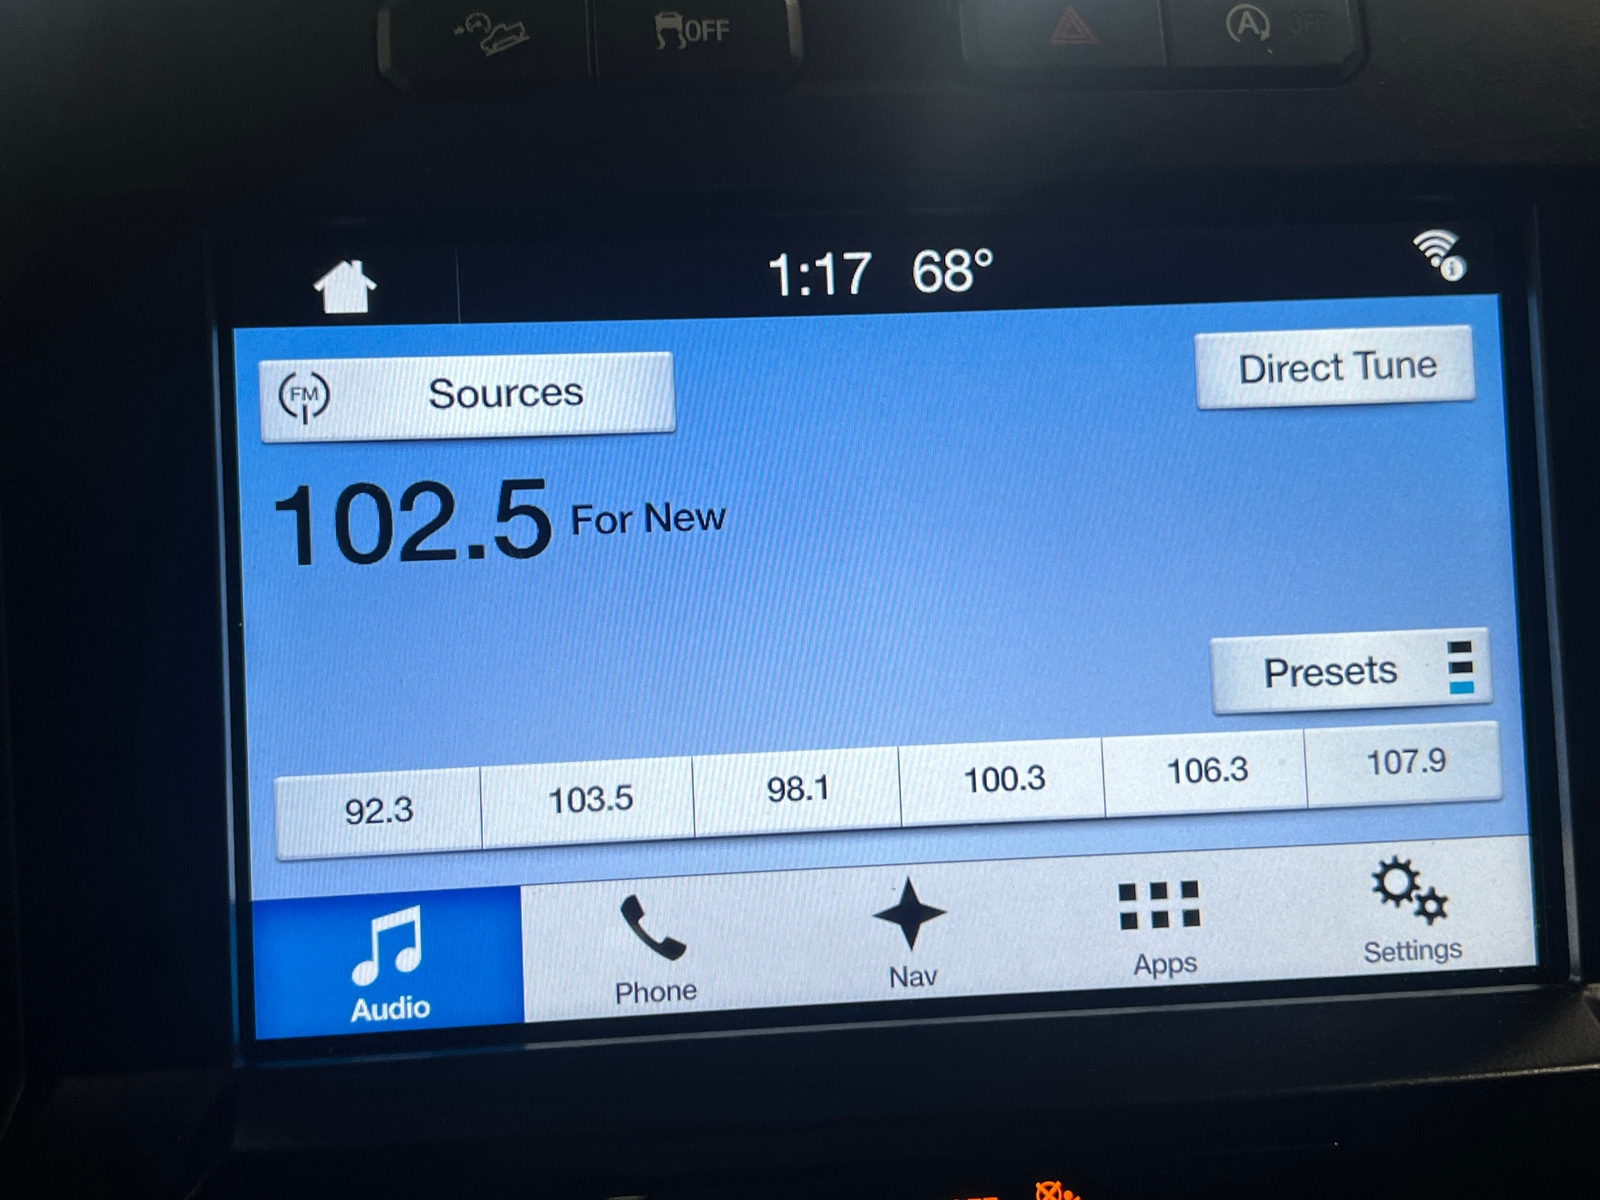 OFF
A OFF
1:17 68°
FM Sources
Direct Tune
102.5 For New
Presets
92.3 103.5 98.1 100.3 106.3 107.9
Audio Phone Nav Apps Settings